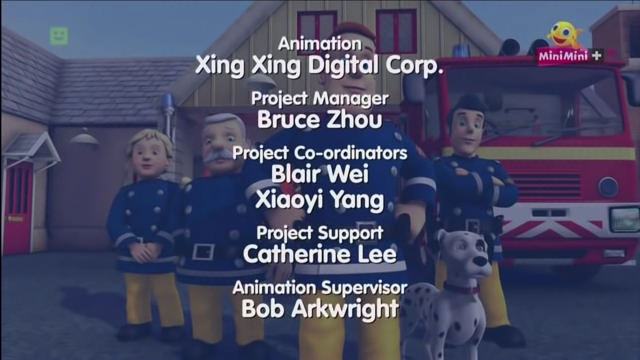 Animation
Xing Xing Digital Corp.
MiniMini +
Project Manager
Bruce Zhou
Project Co-ordinators
Blair Wei
Xiaoyi Yang
Project Support
Catherine Lee
Animation Supervisor
Bob Arkwright